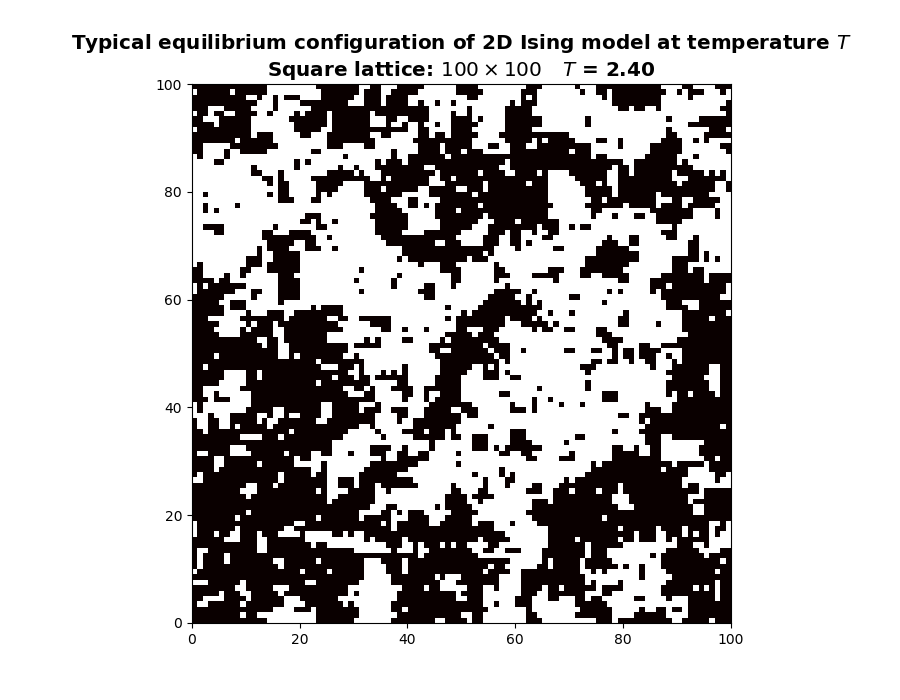 Typical equilibrium configuration of 2D Ising model at temperature T
Square lattice: 100 × 100 T = 2.40
100
80
60
40
20
0
0 20 40 60 80 100